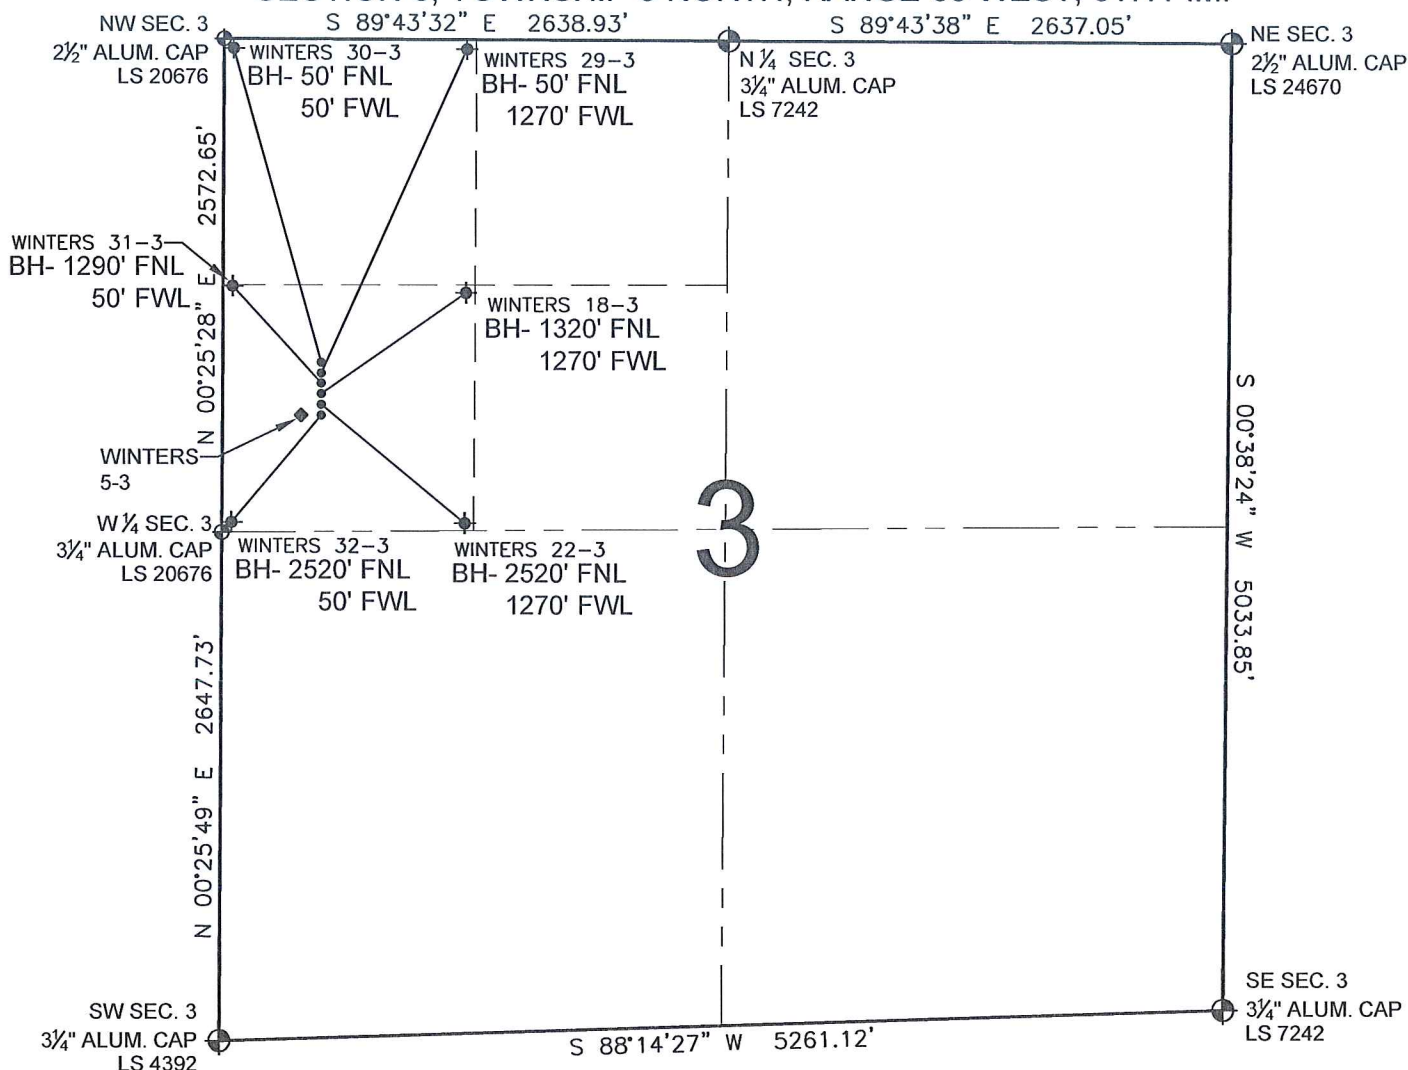 S 89°43'32" E 2638.93'
S 89°43'38" E 2637.05'
NW SEC. 3
2½" ALUM. CAP
LS 20676
WINTERS 30-3
BH- 50' FNL
50' FWL
WINTERS 29-3
BH- 50' FNL
1270' FWL
N ¼ SEC. 3
3¼" ALUM. CAP
LS 7242
NE SEC. 3
2½" ALUM. CAP
LS 24670
N 00°25'28" E 2572.65'
WINTERS 31-3
BH- 1290' FNL
50' FWL
WINTERS 18-3
BH- 1320' FNL
1270' FWL
S 00°38'24" W 5033.85'
WINTERS
5-3
W ¼ SEC. 3
3¼" ALUM. CAP
LS 20676
WINTERS 32-3
BH- 2520' FNL
50' FWL
WINTERS 22-3
BH- 2520' FNL
1270' FWL
3
N 00°25'49" E 2647.73'
SW SEC. 3
3¼" ALUM. CAP
LS 4392
S 88°14'27" W 5261.12'
SE SEC. 3
3¼" ALUM. CAP
LS 7242